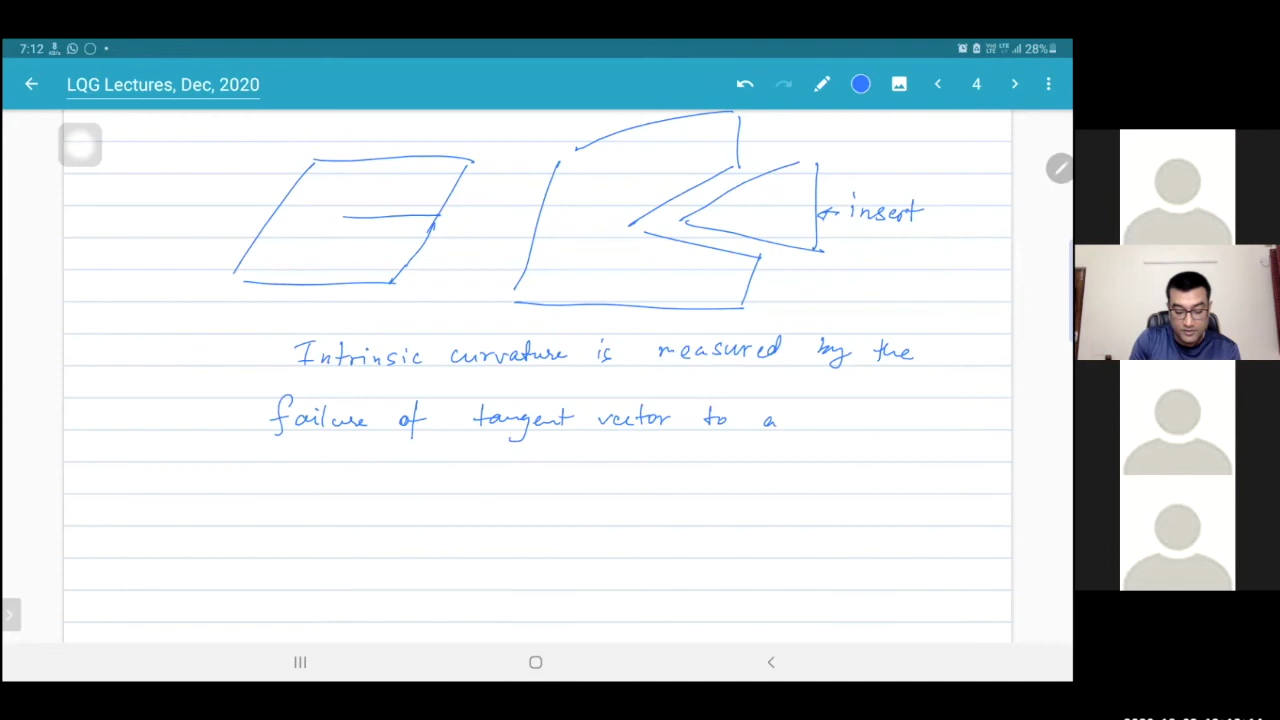 7:12
28%
LQG Lectures, Dec, 2020
4
insert
Intrinsic curvature is measured by the
failure of tangent vector to a